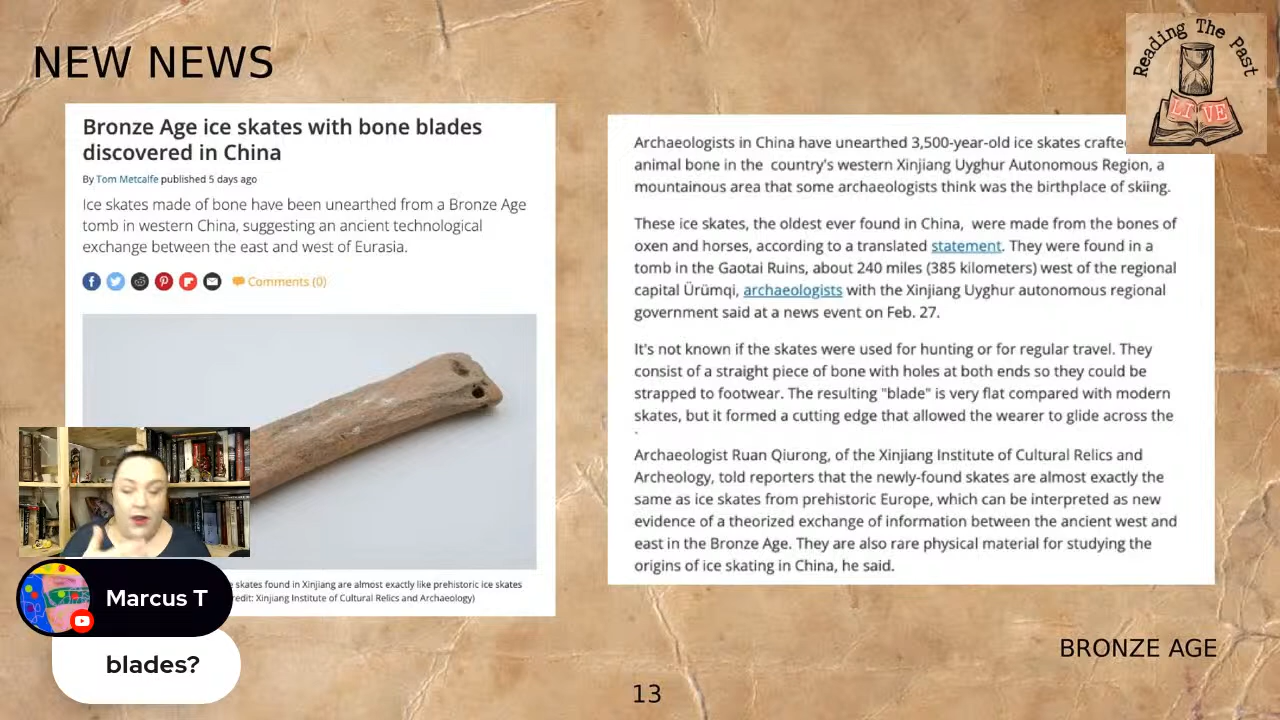 NEW NEWS
Reading The Past
LIVE
Bronze Age ice skates with bone blades
discovered in China
By Tom Metcalfe published 5 days ago
Ice skates made of bone have been unearthed from a Bronze Age
tomb in western China, suggesting an ancient technological
exchange between the east and west of Eurasia.
Comments (0)
skates found in Xinjiang are almost exactly like prehistoric ice skates
Xinjiang Institute of Cultural Relics and Archaeology)
Marcus T
blades?
Archaeologists in China have unearthed 3,500-year-old ice skates
animal bone in the country's western Xinjiang Uyghur Autonomous Region, a
mountainous area that some archaeologists think was the birthplace of skiing.
These ice skates, the oldest ever found in China, were made from the bones of
oxen and horses, according to a translated statement. They were found in a
tomb in the Gaotai Ruins, about 240 miles (385 kilometers) west of the regional
capital Ürümqi, archaeologists with the Xinjiang Uyghur autonomous regional
government said at a news event on Feb. 27.
It's not known if the skates were used for hunting or for regular travel. They
consist of a straight piece of bone with holes at both ends so they could be
strapped to footwear. The resulting "blade" is very flat compared with modern
skates, but it formed a cutting edge that allowed the wearer to glide across the
Archaeologist Ruan Qiurong, of the Xinjiang Institute of Cultural Relics and
Archeology, told reporters that the newly-found skates are almost exactly the
same as ice skates from prehistoric Europe, which can be interpreted as new
evidence of a theorized exchange of information between the ancient west and
east in the Bronze Age. They are also rare physical material for studying the
origins of ice skating in China, he said.
BRONZE AGE
13